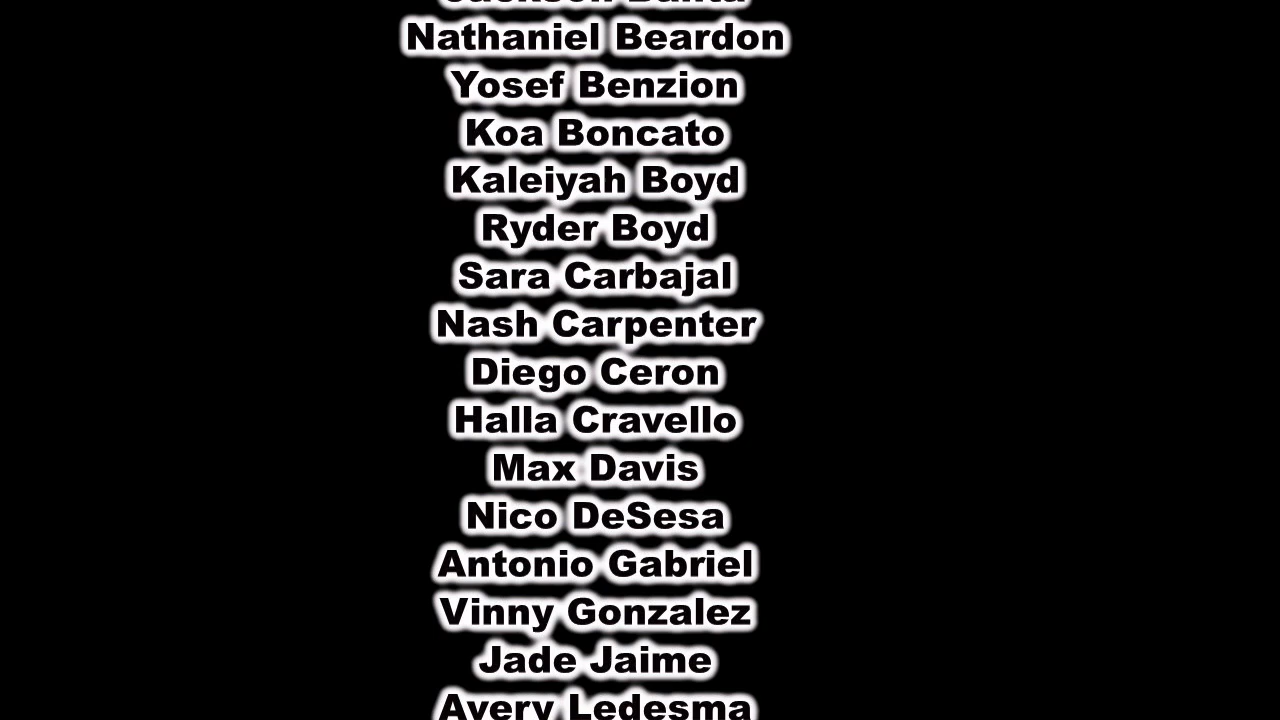 Nathaniel Beardon
Yosef Benzion
Koa Boncato
Kaleiyah Boyd
Ryder Boyd
Sara Carbajal
Nash Carpenter
Diego Ceron
Halla Cravello
Max Davis
Nico DeSesa
Antonio Gabriel
Vinny Gonzalez
Jade Jaime
Avery Ledesma